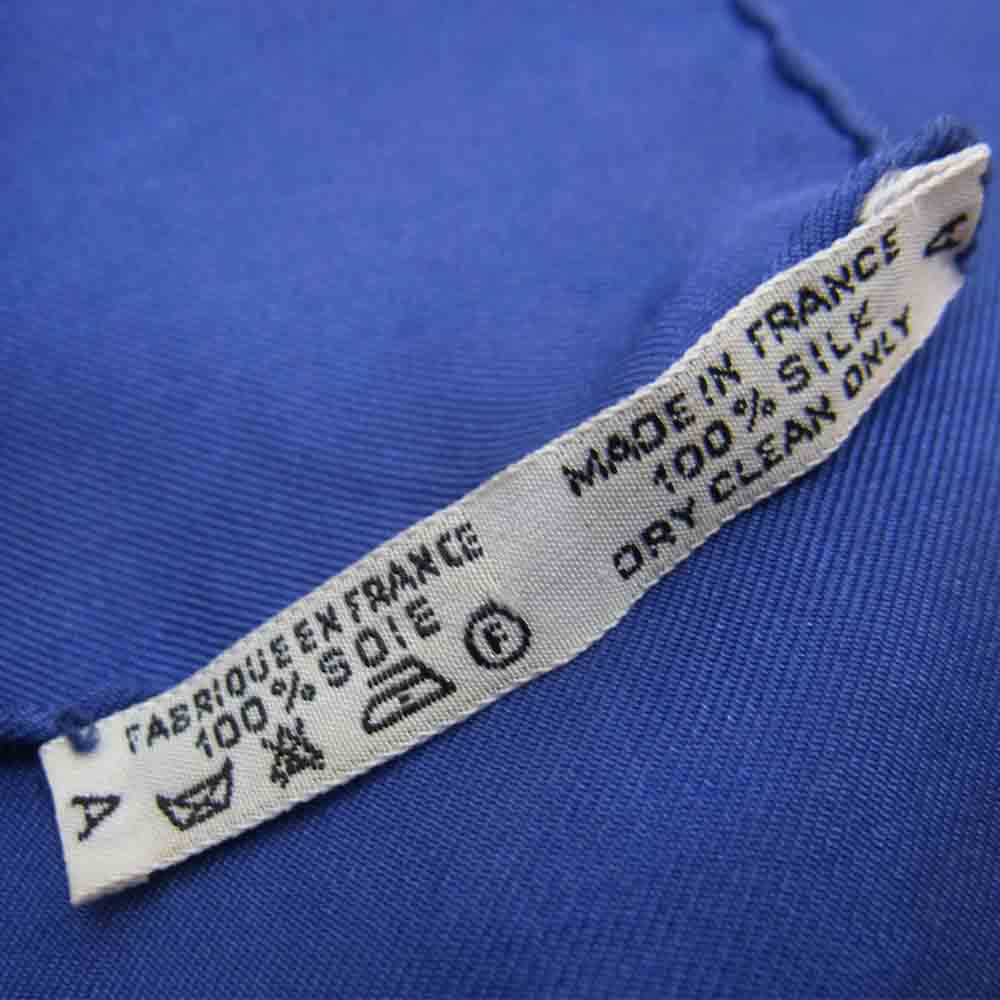 A
FABRIQUE EN FRANCE
100% SOIE
MADE IN FRANCE
100% SILK
DRY CLEAN ONLY
A